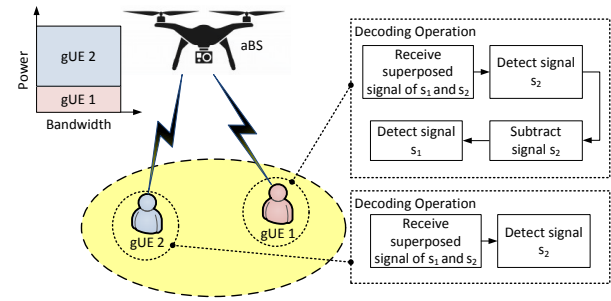 Power
gUE 2
gUE 1
Bandwidth
aBS
gUE 2
gUE 1
Decoding Operation
Receive
superposed
signal of s₁ and s₂
Detect signal
s₂
Detect signal
s₁
Subtract
signal s₂
Decoding Operation
Receive
superposed
signal of s₁ and s₂
Detect signal
s₂